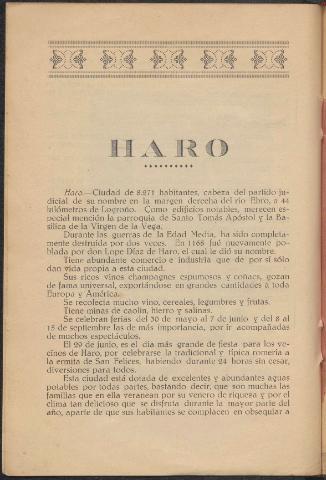 HARO
Haro.—Ciudad de 8.271 habitantes, cabeza del partido ju-
dicial de su nombre en la margen derecha del río Ebro, a 44
kilómetros de Logroño. Como edificios notables, merecen es-
pecial mención la parroquia de Santo Tomás Apóstol y la Ba-
sílica de la Virgen de la Vega.
Durante las guerras de la Edad Media, ha sido completa-
mente destruida por dos veces. En 1168 fué nuevamente po-
blada por don Lope Díaz de Haro, el cual le dió su nombre.
Tiene abundante comercio e industria que de por sí sólo
dan vida propia a esta ciudad.
Sus ricos vinos champagnes espumosos y coñacs, gozan
de fama universal, exportándose en grandes cantidades a toda
Europa y América.
Se recolecta mucho vino, cereales, legumbres y frutas.
Tiene minas de caolín, hierro y salinas.
Se celebran ferias del 30 de mayo al 7 de junio y del 8 al
15 de septiembre las de más importancia, por ir acompañadas
de muchos espectáculos.
El 29 de junio, es el día más grande de fiesta para los ve-
cinos de Haro, por celebrarse la tradicional y típica romería a
la ermita de San Felices, habiendo durante 24 horas sin cesar,
diversiones para todos.
Esta ciudad está dotada de excelentes y abundantes aguas
potables por todas partes, bastando decir, que son muchas las
familias que en ella veranean por su venero de riqueza y por el
clima tan delicioso que se disfruta durante la mayor parte del
año, aparte de que sus habitantes se complacen en obsequiar a